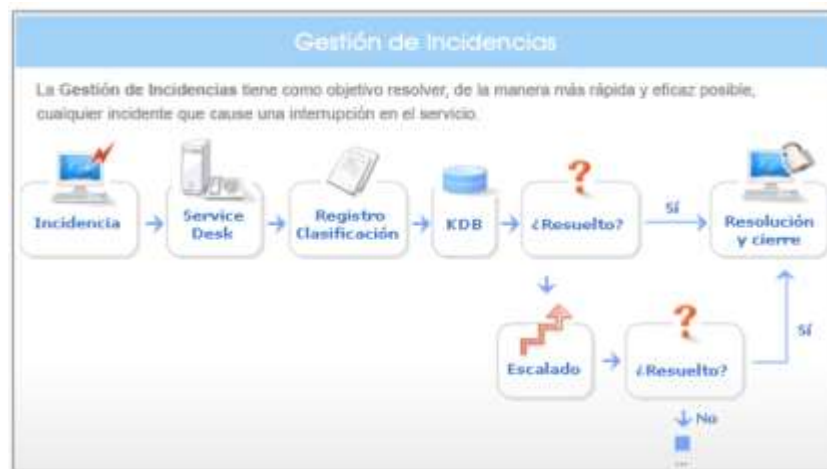 Gestión de Incidencias
La Gestión de Incidencias tiene como objetivo resolver, de la manera más rápida y eficaz posible,
cualquier incidente que cause una interrupción en el servicio.
Incidencia
Service
Desk
Registro
Clasificación
KDB
¿Resuelto?
Sí
Resolución
y cierre
Escalado
¿Resuelto?
Sí
No
...